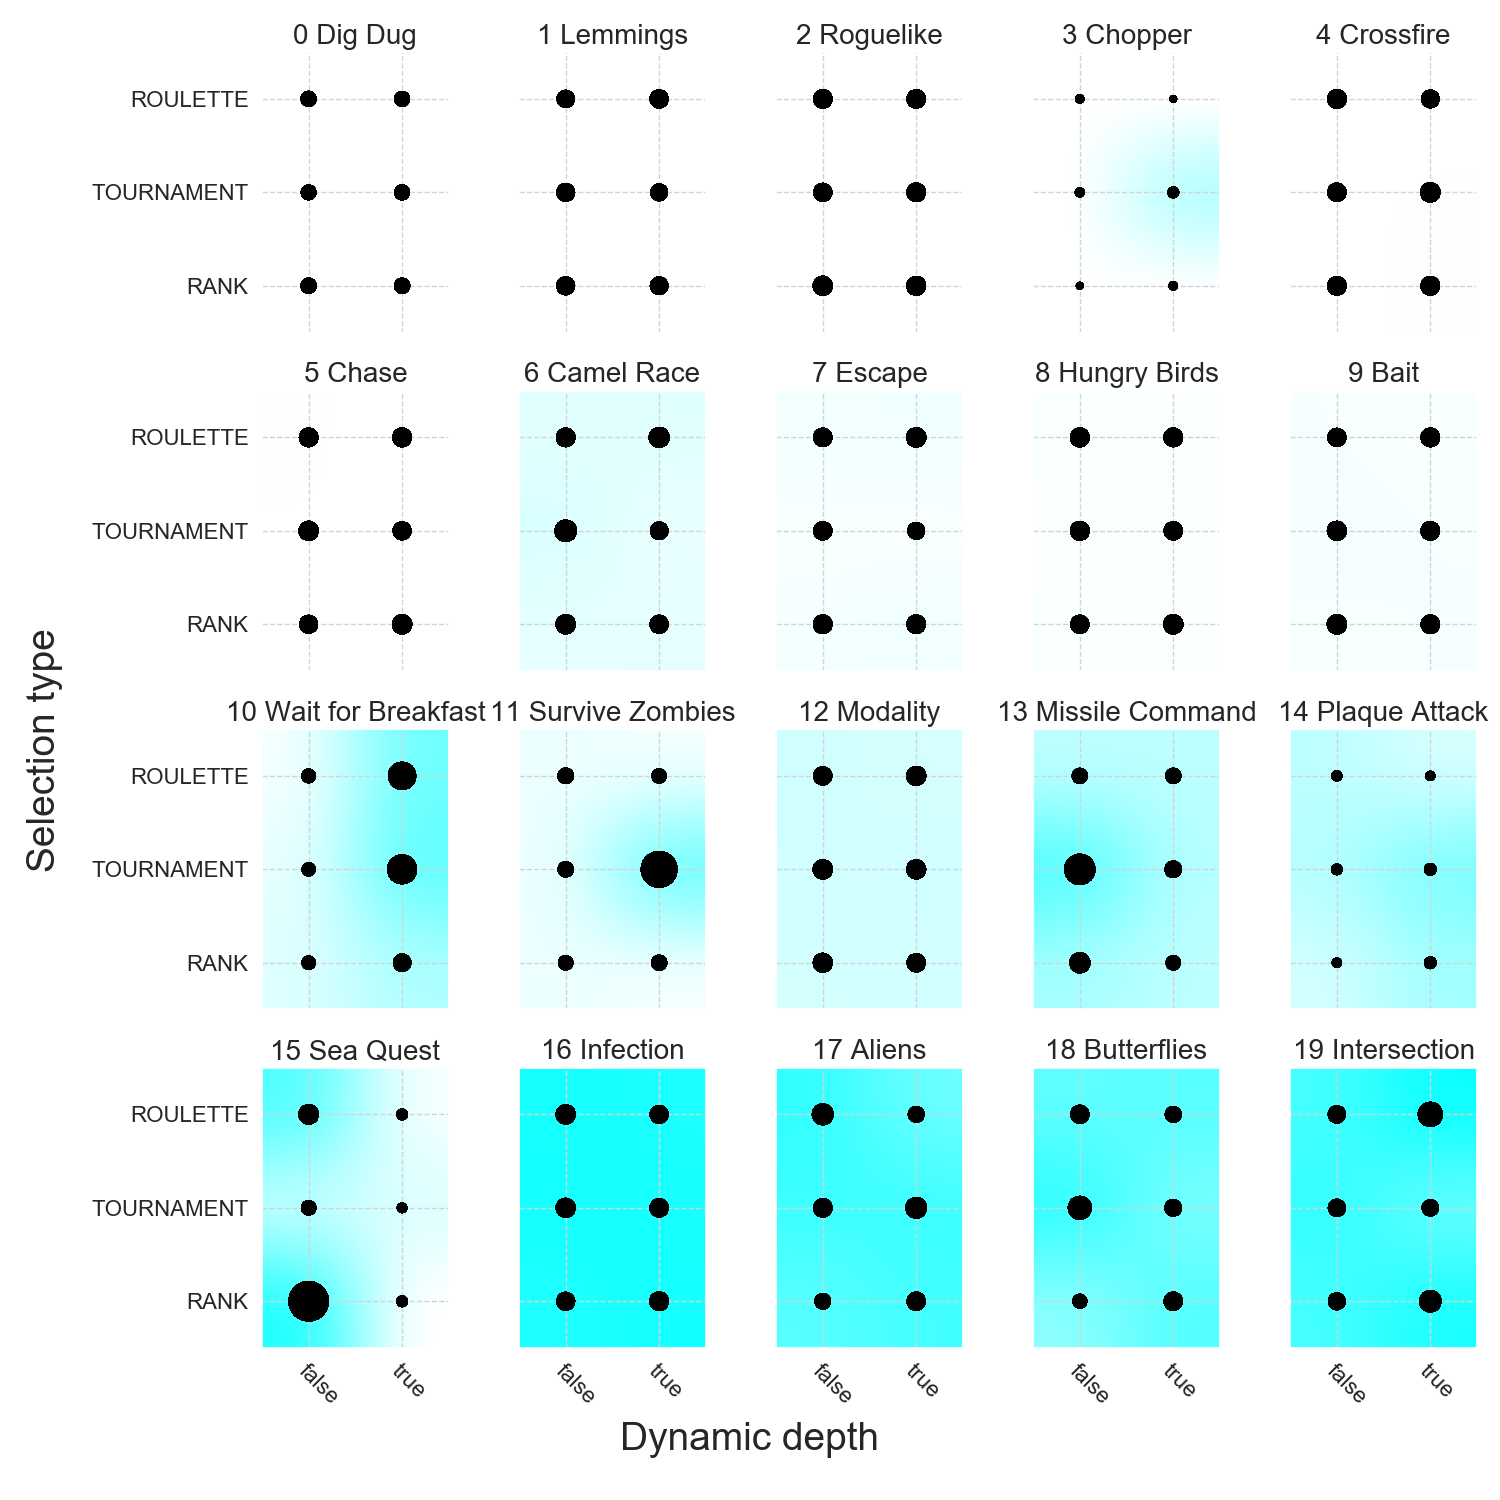 0 Dig Dug
1 Lemmings
2 Roguelike
3 Chopper
4 Crossfire
ROULETTE
TOURNAMENT
RANK
5 Chase
6 Camel Race
7 Escape
8 Hungry Birds
9 Bait
ROULETTE
TOURNAMENT
RANK
Selection type
10 Wait for Breakfast
11 Survive Zombies
12 Modality
13 Missile Command
14 Plaque Attack
ROULETTE
TOURNAMENT
RANK
15 Sea Quest
16 Infection
17 Aliens
18 Butterflies
19 Intersection
ROULETTE
TOURNAMENT
RANK
false
true
false
true
false
true
false
true
false
true
Dynamic depth